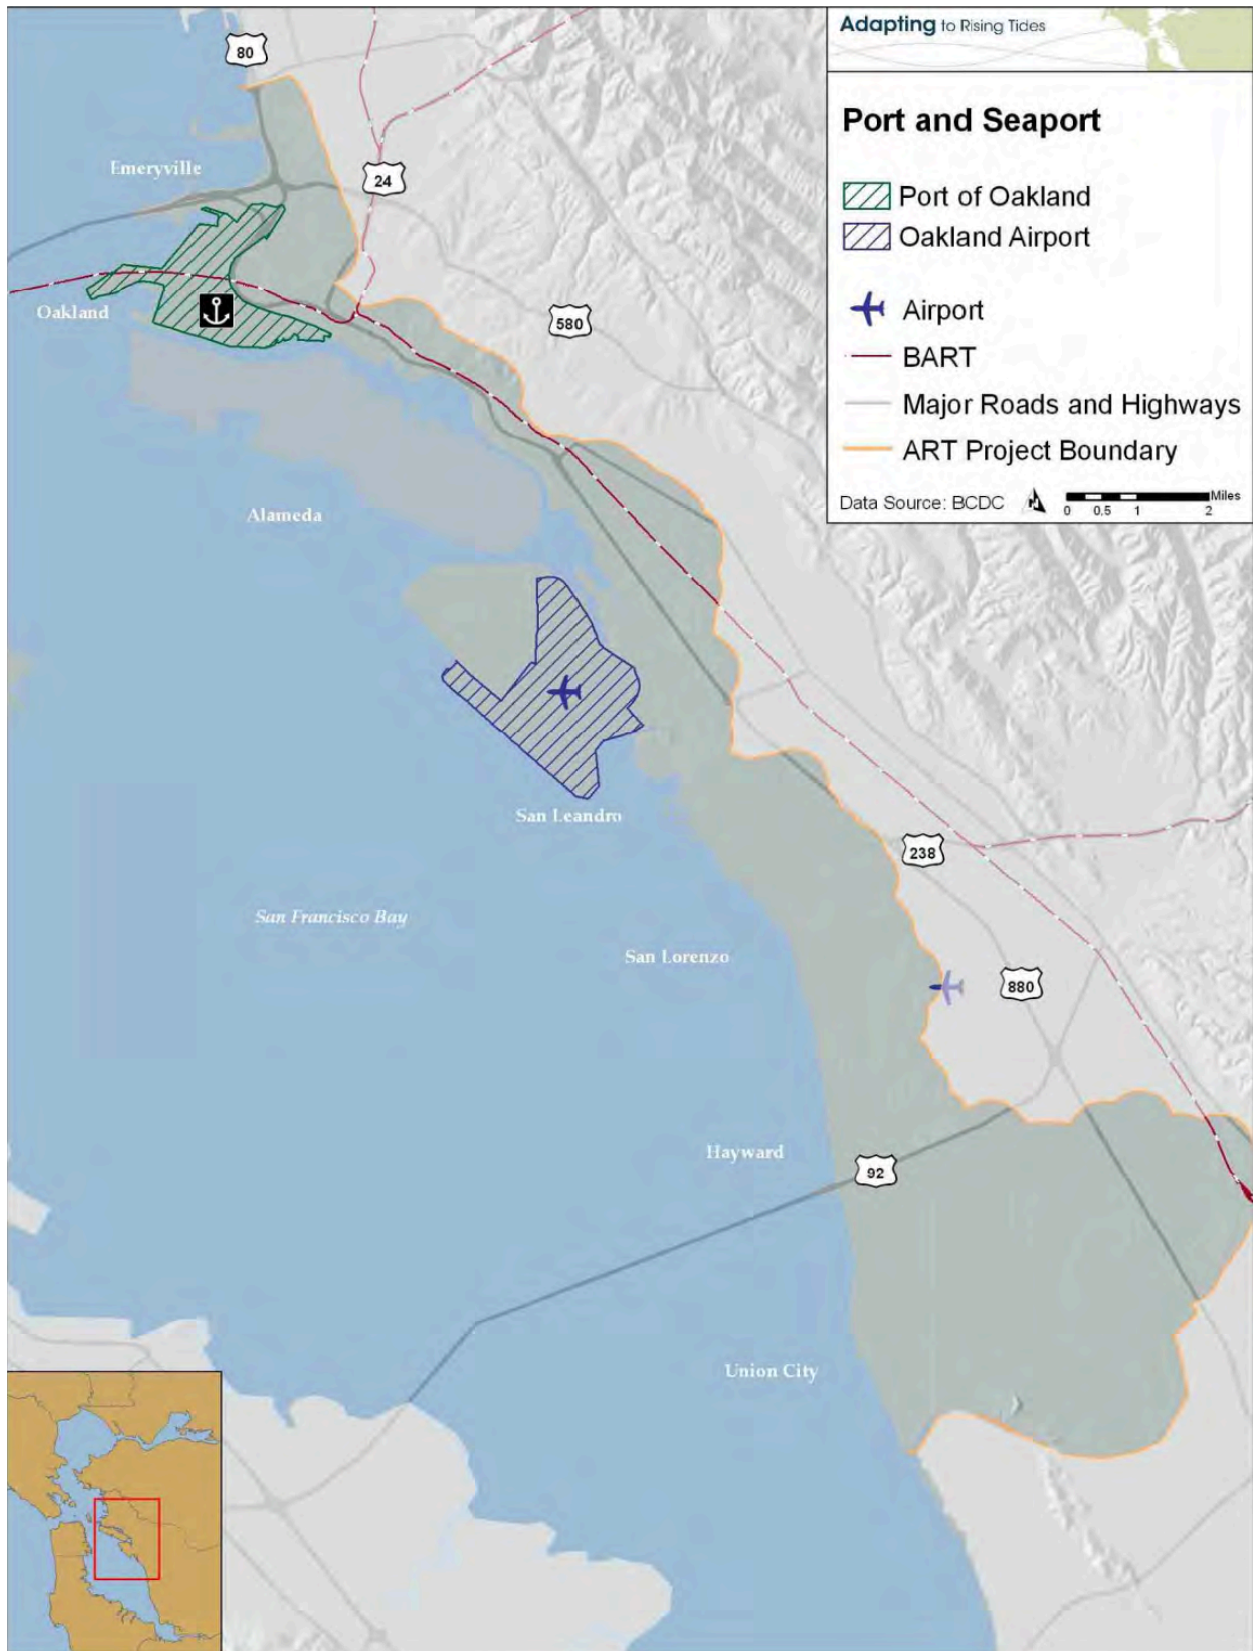 Adapting to Rising Tides
Port and Seaport
Port of Oakland
Oakland Airport
Airport
BART
Major Roads and Highways
ART Project Boundary
Data Source: BCDC
N
Miles
0 0.5 1 2
80
Emeryville
24
Oakland
580
Alameda
San Leandro
238
San Francisco Bay
San Lorenzo
880
Hayward
92
Union City